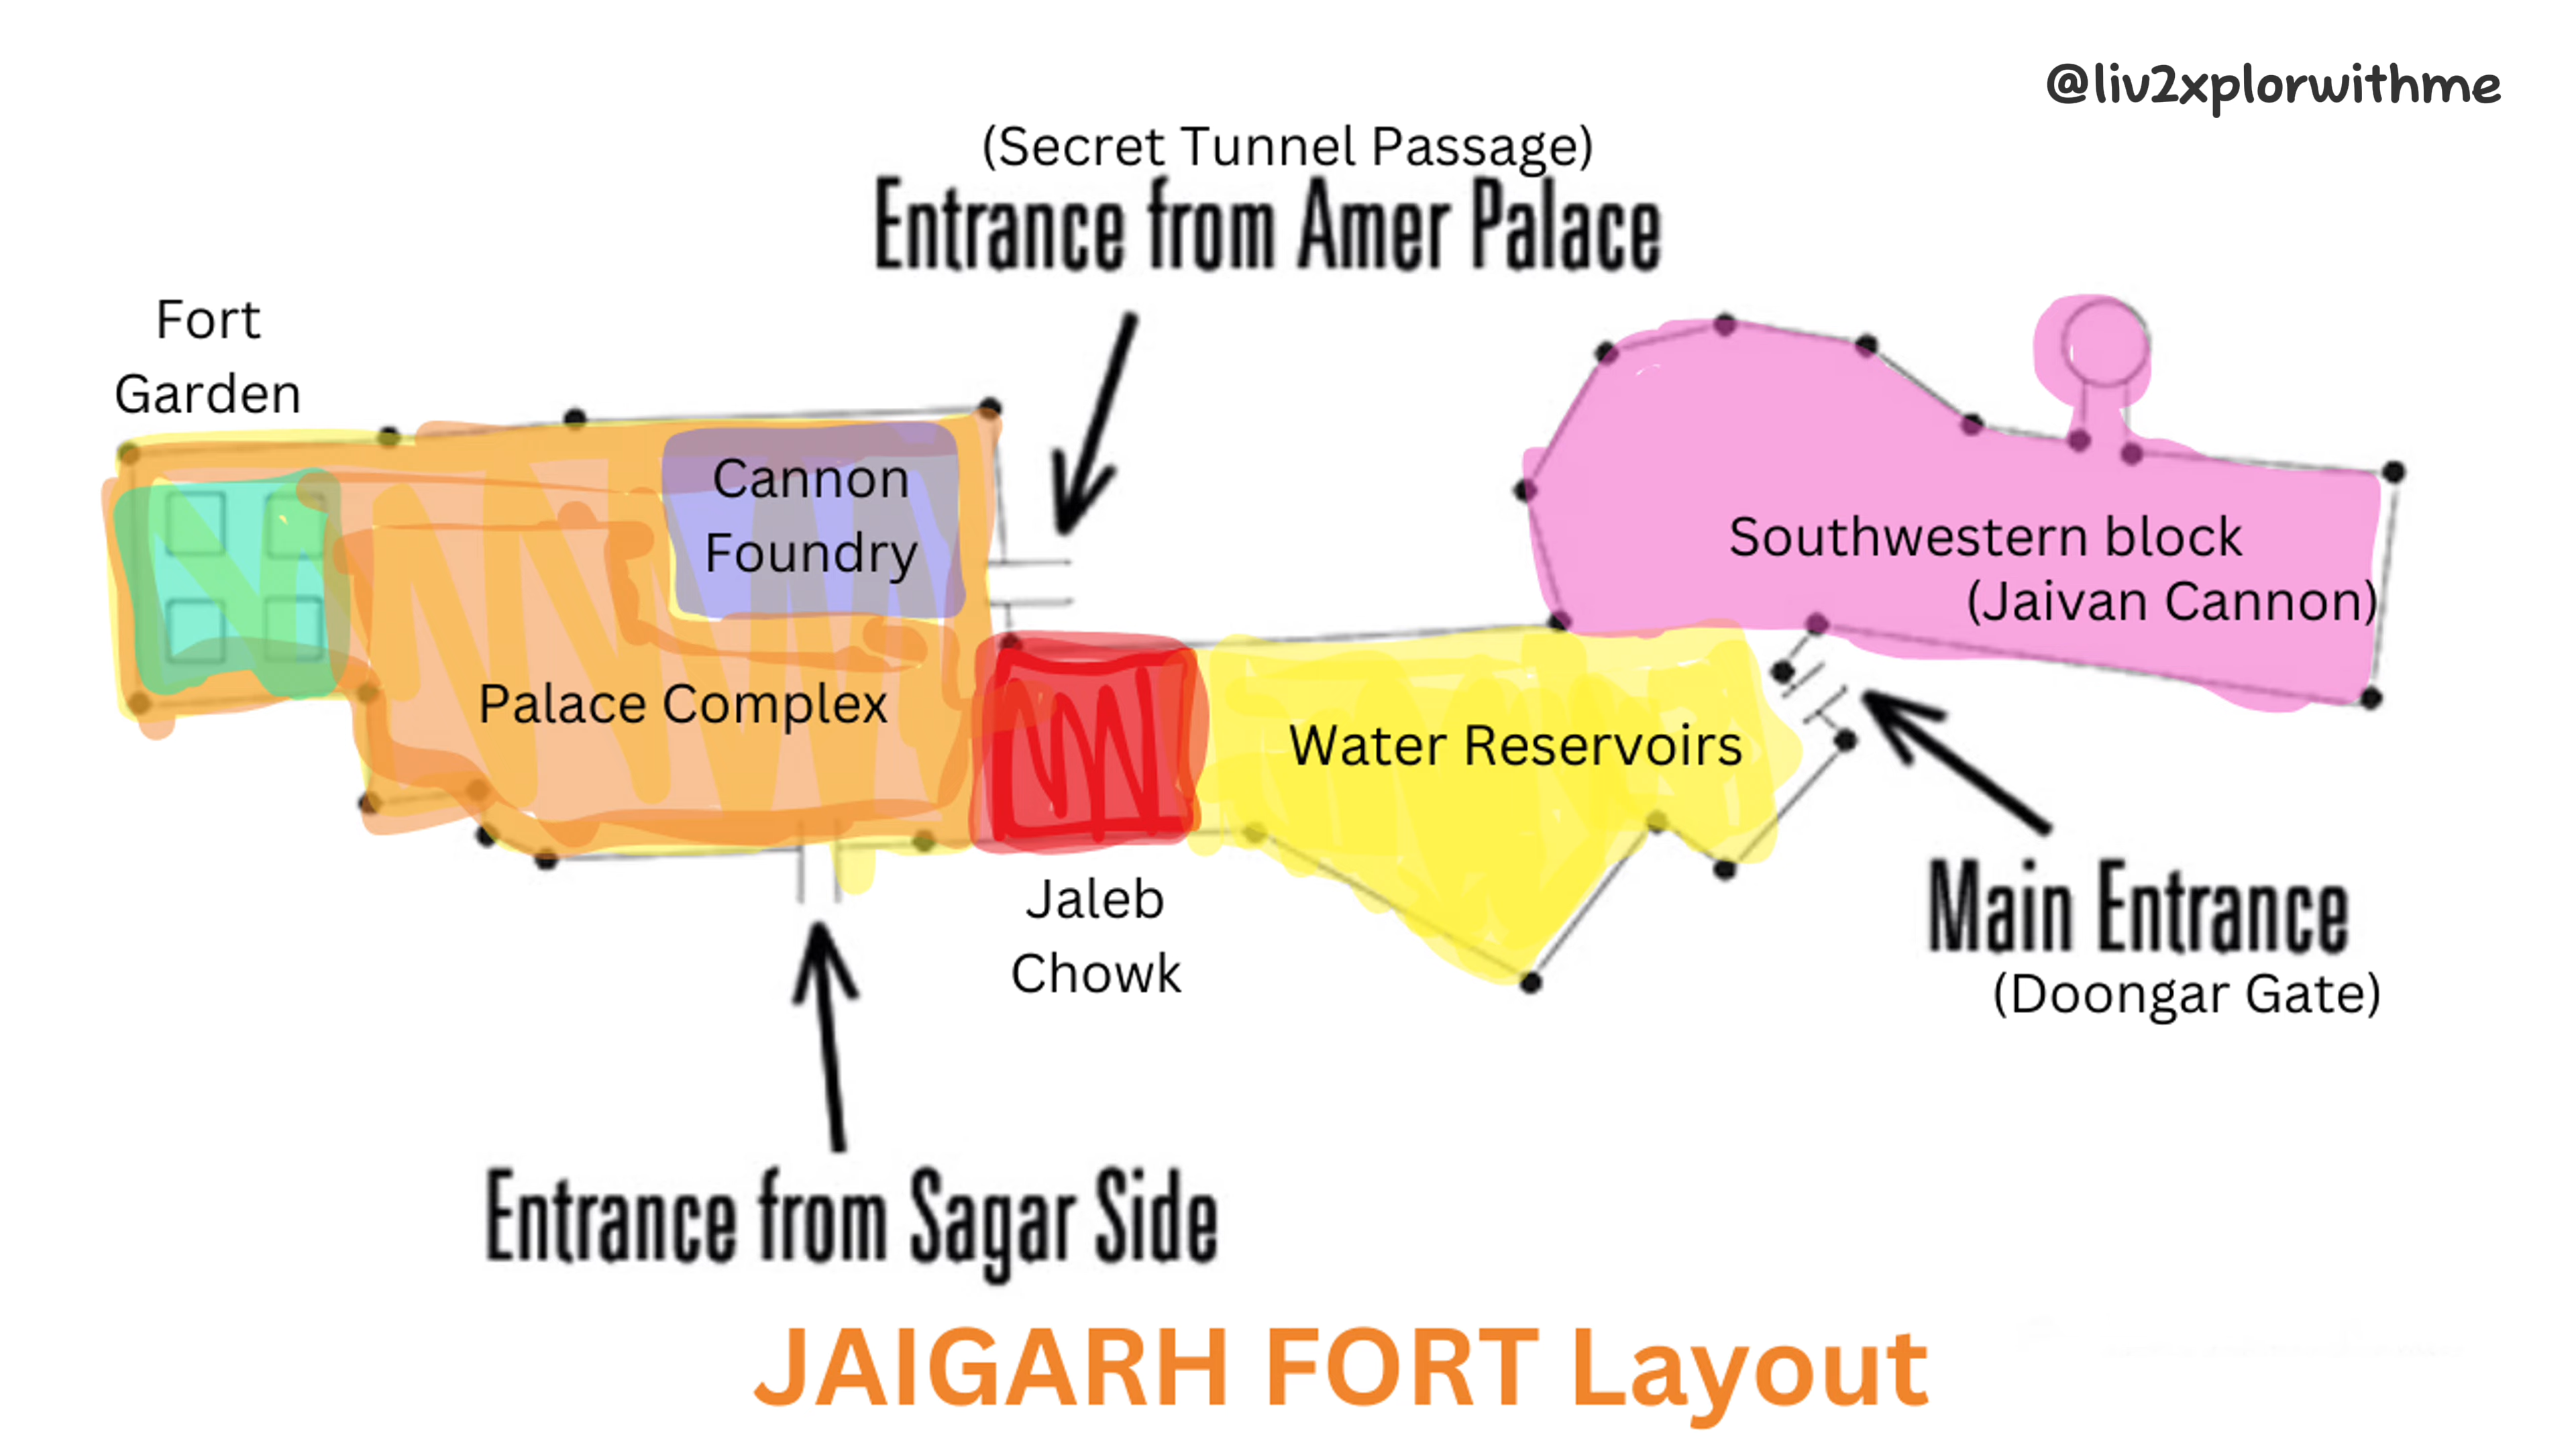 @liv2xplorwithme
(Secret Tunnel Passage)
Entrance from Amer Palace
Fort
Garden
Cannon
Foundry
Palace Complex
Southwestern block
(Jaivan Cannon)
Water Reservoirs
Jaleb
Chowk
Main Entrance
(Doongar Gate)
Entrance from Sagar Side
JAIGARH FORT Layout